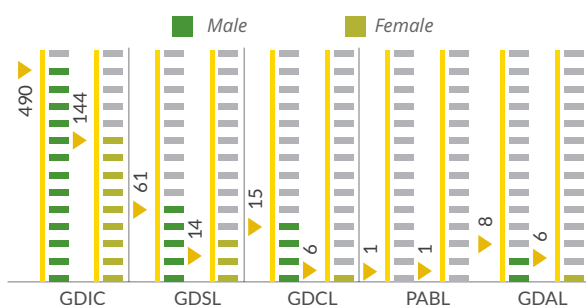 Male Female
490 144 61 14 15 6 1 1 8 6
GDIC GDSL GDCL PABL GDAL